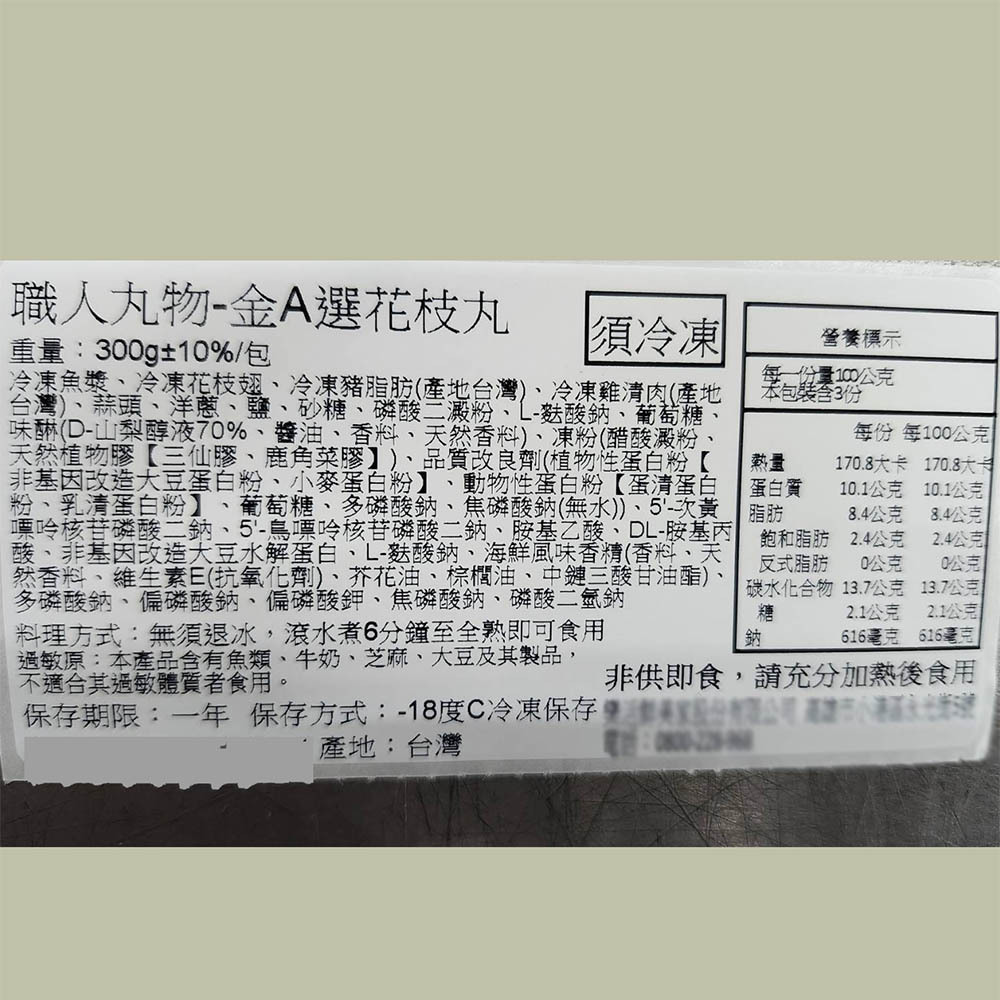 職人丸物-金A選花枝丸
須冷凍
重量：300g±10%/包
冷凍魚漿、冷凍花枝翅、冷凍豬脂肪(產地台灣)、冷凍雞清肉(產地
台灣)、蒜頭、洋蔥、鹽、砂糖、磷酸二澱粉、L-麩酸鈉、葡萄糖、
味醂(D-山梨醇液70%、醬油、香料、天然香料)、凍粉(醋酸澱粉、
天然植物膠【三仙膠、鹿角菜膠】)、品質改良劑(植物性蛋白粉【
非基因改造大豆蛋白粉、小麥蛋白粉】、動物性蛋白粉【蛋清蛋白
粉、乳清蛋白粉】、葡萄糖、多磷酸鈉、焦磷酸鈉(無水))、5'-次黃
嘌呤核苷磷酸二鈉、5'-鳥嘌呤核苷磷酸二鈉、胺基乙酸、DL-胺基丙
酸、非基因改造大豆水解蛋白、L-麩酸鈉、海鮮風味香精(香料、天
然香料、維生素E(抗氧化劑)、芥花油、棕櫚油、中鏈三酸甘油酯)、
多磷酸鈉、偏磷酸鈉、偏磷酸鉀、焦磷酸鈉、磷酸二氫鈉
料理方式：無須退冰，滾水煮6分鐘至全熟即可食用
過敏原：本產品含有魚類、牛奶、芝麻、大豆及其製品，
不適合其過敏體質者食用。
保存期限：一年 保存方式：-18度C冷凍保存
產地：台灣
營養標示
每一份量100公克
本包裝含3份
每份 每100公克
熱量 170.8大卡 170.8大卡
蛋白質 10.1公克 10.1公克
脂肪 8.4公克 8.4公克
飽和脂肪 2.4公克 2.4公克
反式脂肪 0公克 0公克
碳水化合物 13.7公克 13.7公克
糖 2.1公克 2.1公克
鈉 616毫克 616毫克
非供即食，請充分加熱後食用